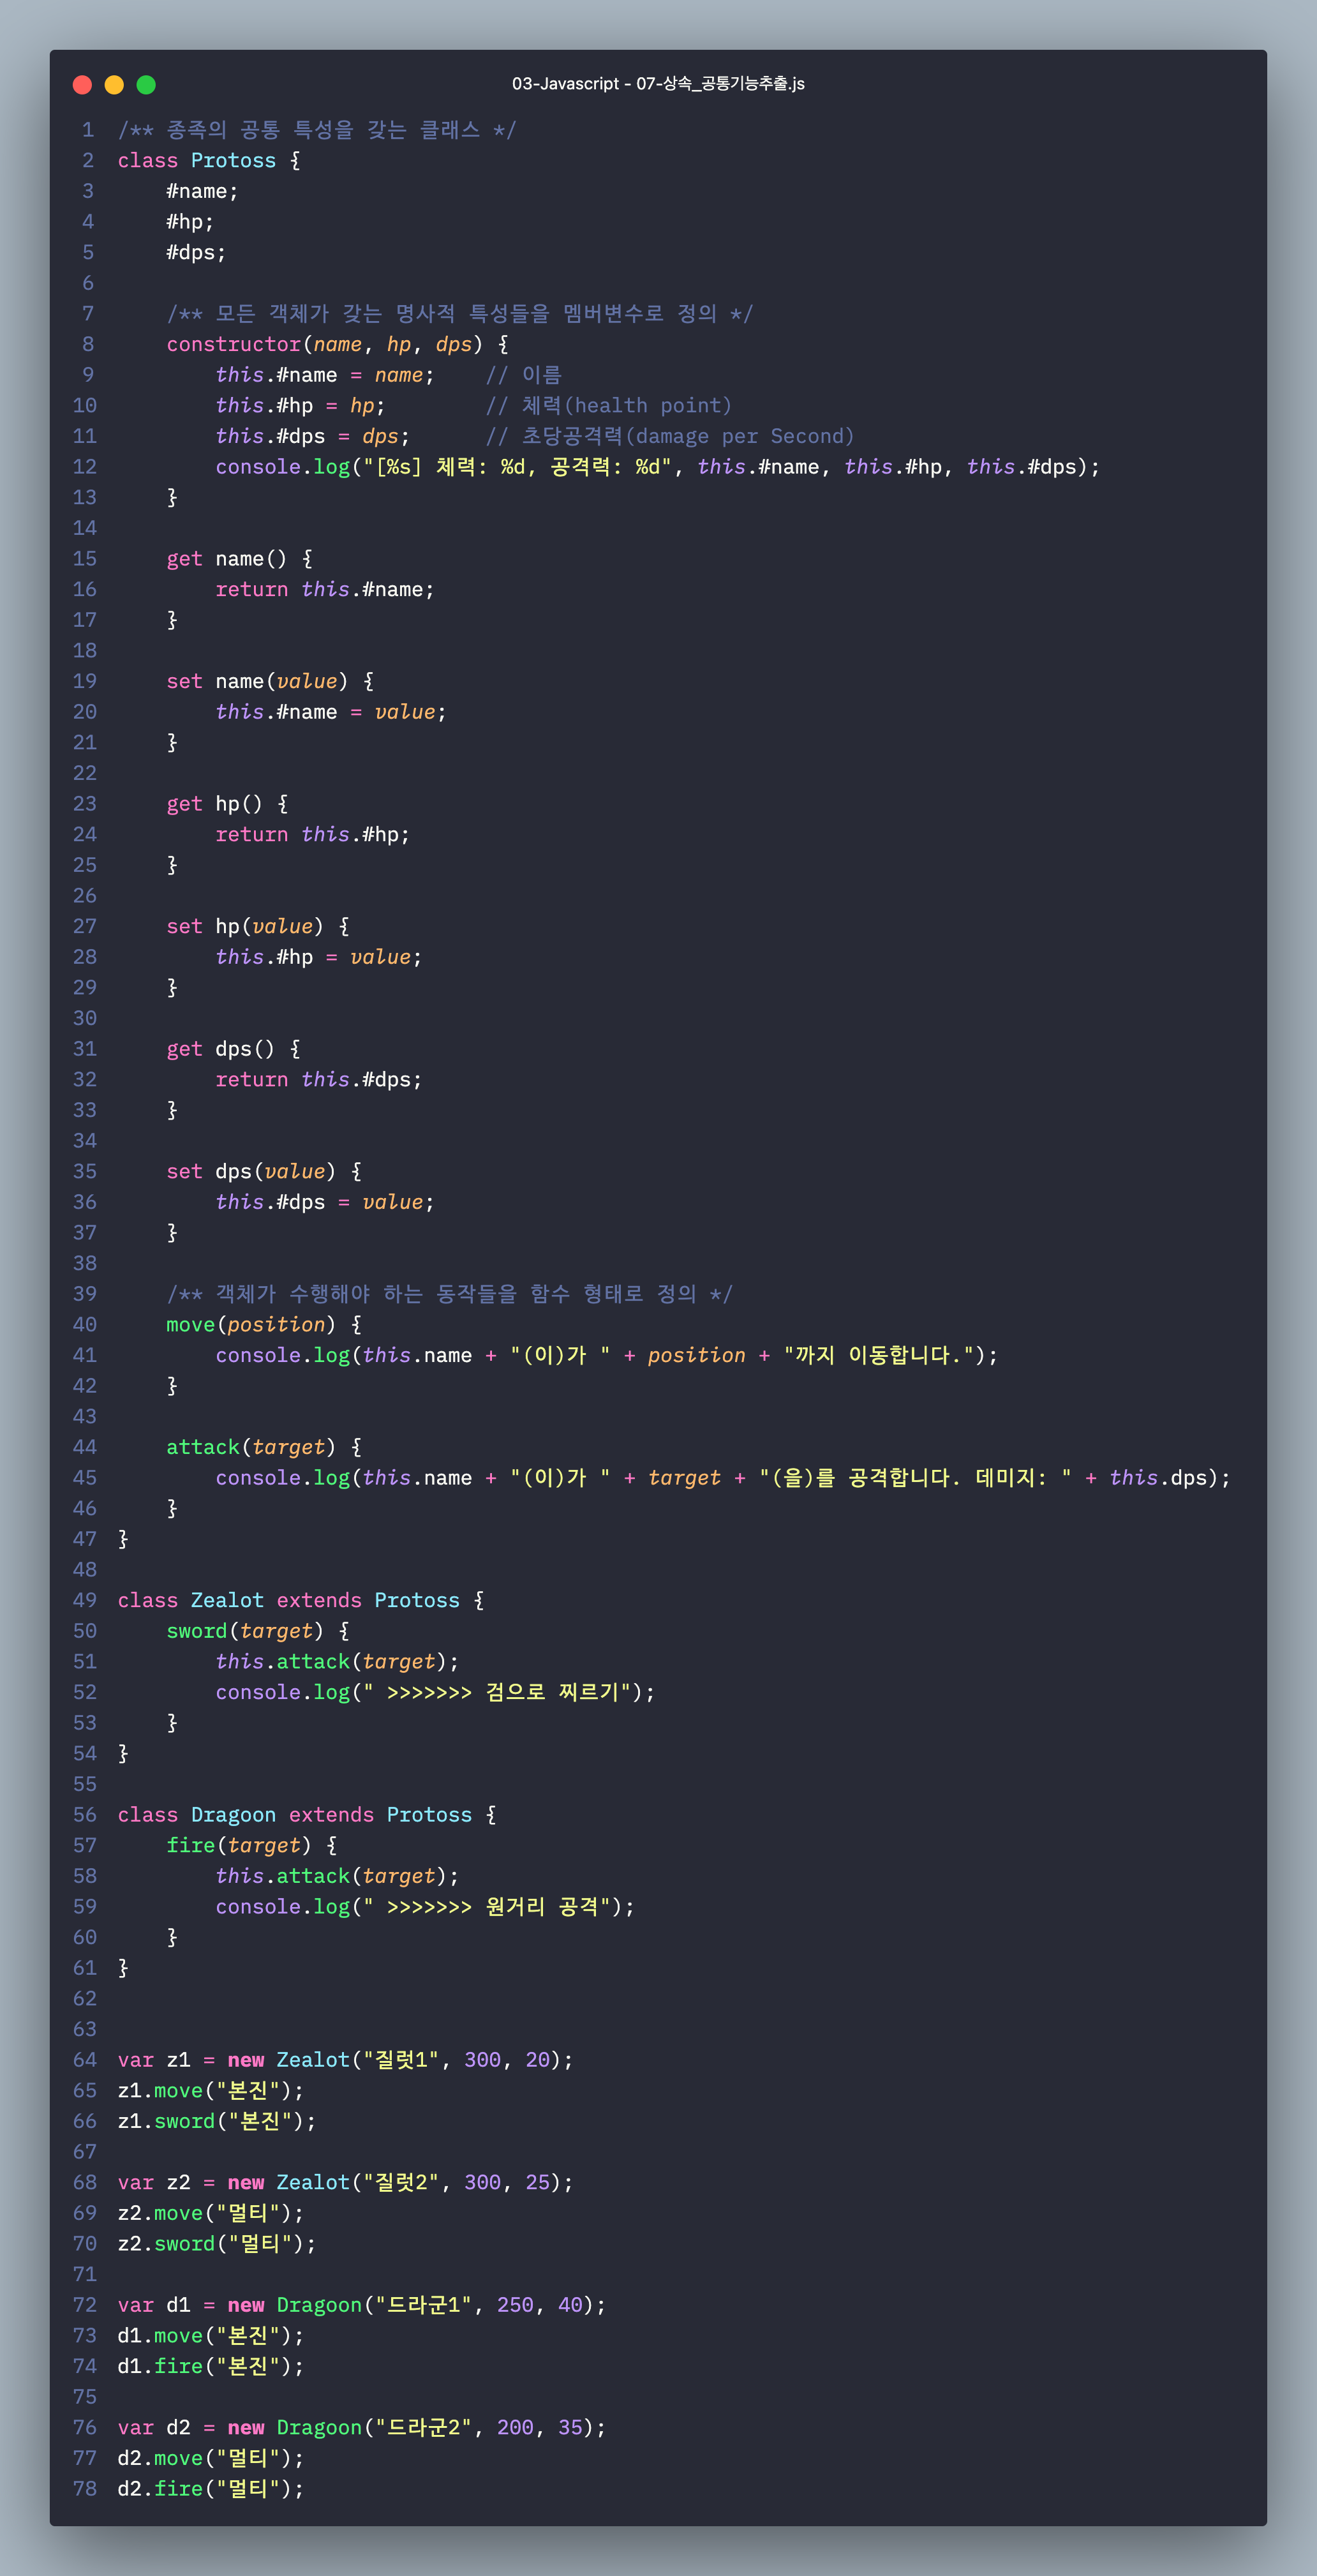 03-Javascript - 07-상속_공통기능추출.js
1 /** 종족의 공통 특성을 갖는 클래스 */
2 class Protoss {
3     #name;
4     #hp;
5     #dps;
6
7     /** 모든 객체가 갖는 명사적 특성들을 멤버변수로 정의 */
8     constructor(name, hp, dps) {
9         this.#name = name;    // 이름
10         this.#hp = hp;        // 체력(health point)
11         this.#dps = dps;      // 초당공격력(damage per Second)
12         console.log("[%s] 체력: %d, 공격력: %d", this.#name, this.#hp, this.#dps);
13     }
14
15     get name() {
16         return this.#name;
17     }
18
19     set name(value) {
20         this.#name = value;
21     }
22
23     get hp() {
24         return this.#hp;
25     }
26
27     set hp(value) {
28         this.#hp = value;
29     }
30
31     get dps() {
32         return this.#dps;
33     }
34
35     set dps(value) {
36         this.#dps = value;
37     }
38
39     /** 객체가 수행해야 하는 동작들을 함수 형태로 정의 */
40     move(position) {
41         console.log(this.name + "(이)가 " + position + "까지 이동합니다.");
42     }
43
44     attack(target) {
45         console.log(this.name + "(이)가 " + target + "(을)를 공격합니다. 데미지: " + this.dps);
46     }
47 }
48
49 class Zealot extends Protoss {
50     sword(target) {
51         this.attack(target);
52         console.log(" >>>>>>> 검으로 찌르기");
53     }
54 }
55
56 class Dragoon extends Protoss {
57     fire(target) {
58         this.attack(target);
59         console.log(" >>>>>>> 원거리 공격");
60     }
61 }
62
63
64 var z1 = new Zealot("질럿1", 300, 20);
65 z1.move("본진");
66 z1.sword("본진");
67
68 var z2 = new Zealot("질럿2", 300, 25);
69 z2.move("멀티");
70 z2.sword("멀티");
71
72 var d1 = new Dragoon("드라군1", 250, 40);
73 d1.move("본진");
74 d1.fire("본진");
75
76 var d2 = new Dragoon("드라군2", 200, 35);
77 d2.move("멀티");
78 d2.fire("멀티");